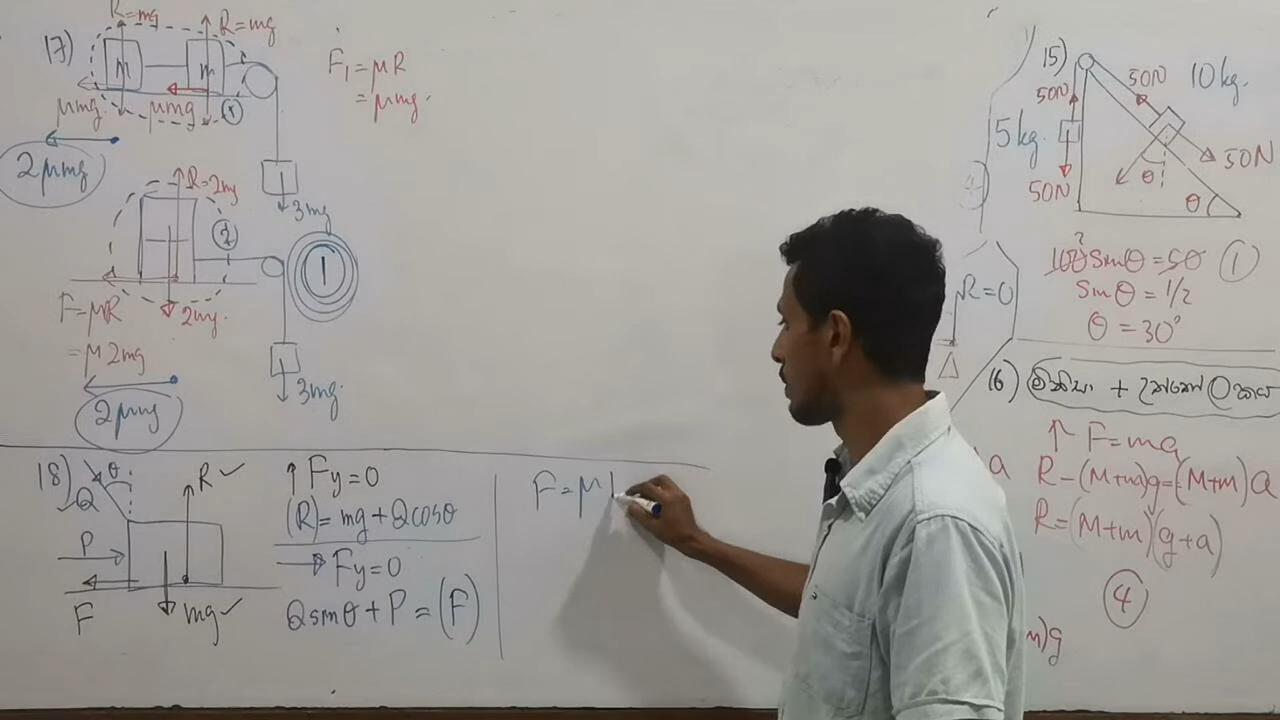 17)
R=mg
R=mg
m
m
μmg
μmg
①
2μmg
3mg
F₁=μR
=μmg.
R=2mg
②
1
2mg.
F=μR
=μ2mg
2μmg
3mg.
18)
θ
Q
R ✓
P
F
mg ✓
↑Fy=0
(R)=mg+Qcosθ
→Fy=0
Qsinθ+P=(F)
F=μ
15)
50N
50N
10kg.
5kg
50N
50N
θ
θ
2
sinθ=50 ①
Sinθ=1/2
θ=30°
R=0
16)
↑F=ma
R-(M+m)g=(M+m)a
R=(M+m)(g+a)
④
a
)g